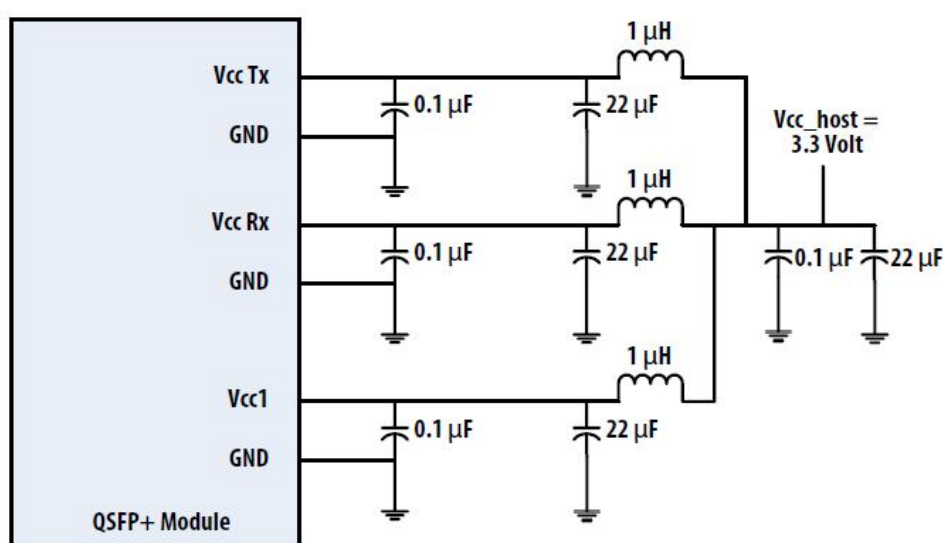 1 µH
Vcc Tx
0.1 µF
22 µF
GND
Vcc_host =
3.3 Volt
1 µH
Vcc Rx
0.1 µF
22 µF
0.1 µF
22 µF
GND
1 µH
Vcc1
0.1 µF
22 µF
GND
QSFP+ Module